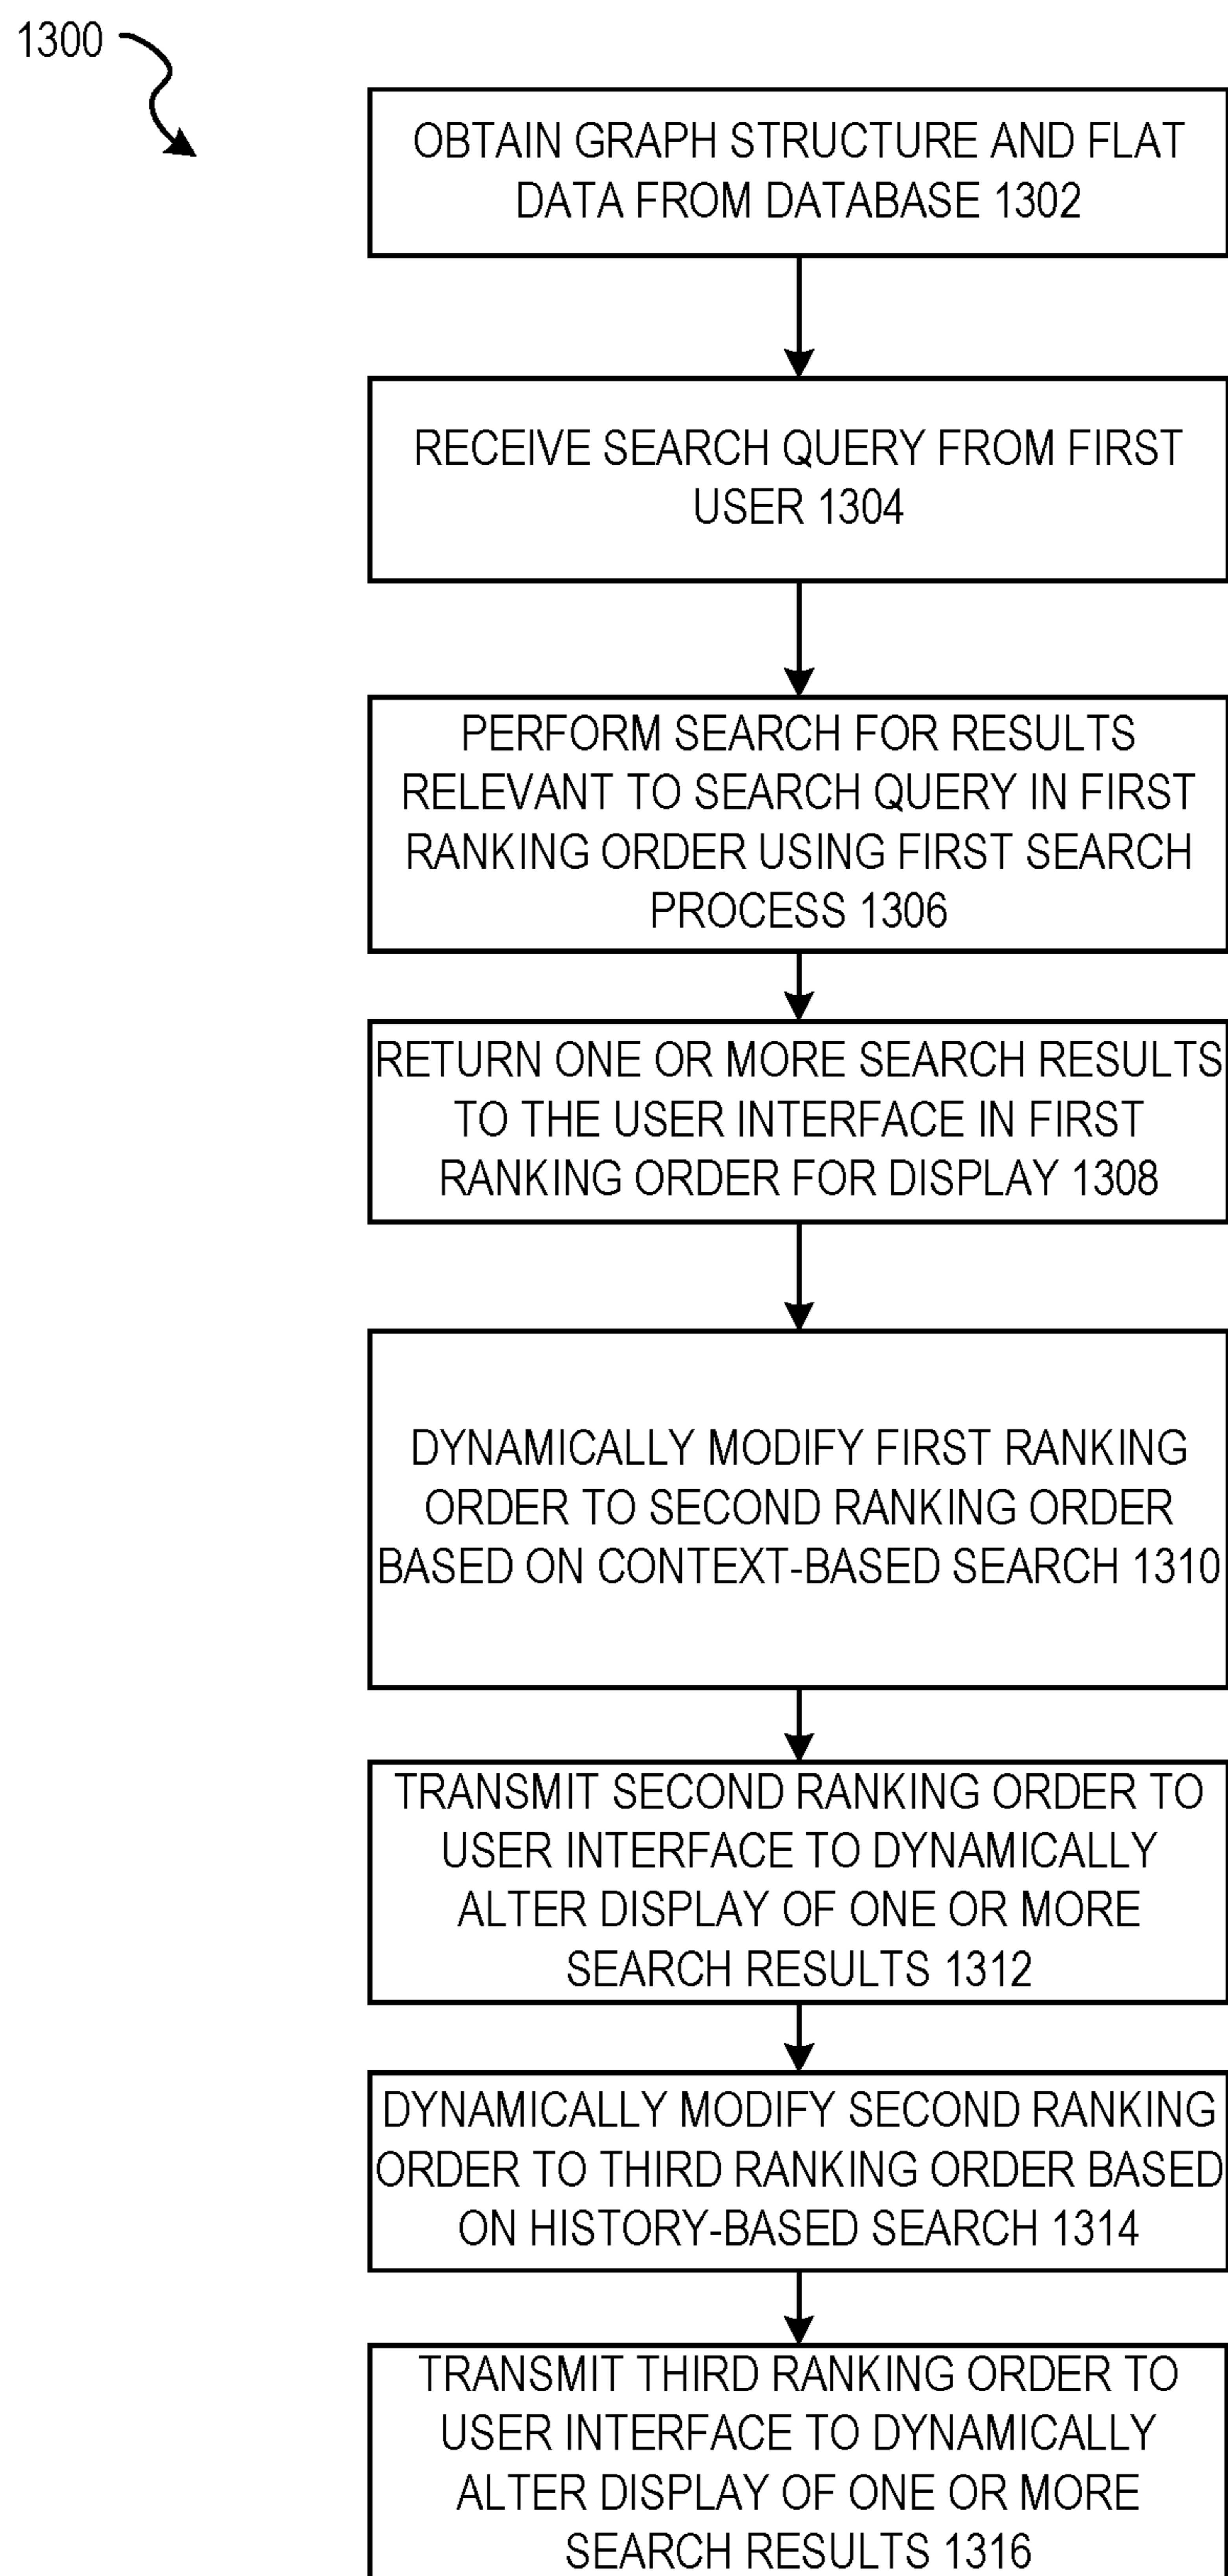 1300
OBTAIN GRAPH STRUCTURE AND FLAT
DATA FROM DATABASE 1302
RECEIVE SEARCH QUERY FROM FIRST
USER 1304
PERFORM SEARCH FOR RESULTS
RELEVANT TO SEARCH QUERY IN FIRST
RANKING ORDER USING FIRST SEARCH
PROCESS 1306
RETURN ONE OR MORE SEARCH RESULTS
TO THE USER INTERFACE IN FIRST
RANKING ORDER FOR DISPLAY 1308
DYNAMICALLY MODIFY FIRST RANKING
ORDER TO SECOND RANKING ORDER
BASED ON CONTEXT-BASED SEARCH 1310
TRANSMIT SECOND RANKING ORDER TO
USER INTERFACE TO DYNAMICALLY
ALTER DISPLAY OF ONE OR MORE
SEARCH RESULTS 1312
DYNAMICALLY MODIFY SECOND RANKING
ORDER TO THIRD RANKING ORDER BASED
ON HISTORY-BASED SEARCH 1314
TRANSMIT THIRD RANKING ORDER TO
USER INTERFACE TO DYNAMICALLY
ALTER DISPLAY OF ONE OR MORE
SEARCH RESULTS 1316